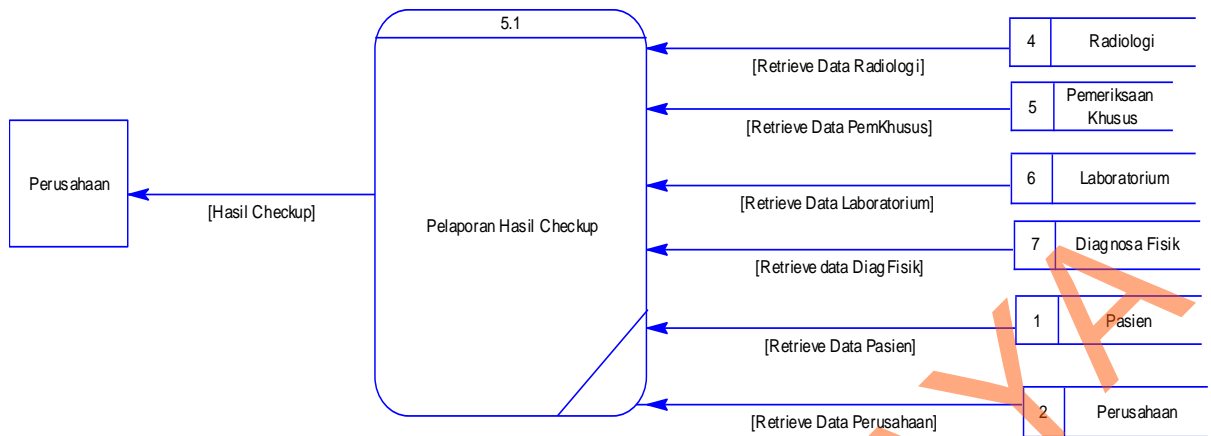 5.1
4 Radiologi
[Retrieve Data Radiologi]
5 Pemeriksaan
Khusus
[Retrieve Data PemKhusus]
Perusahaan
[Hasil Checkup]
Pelaporan Hasil Checkup
6 Laboratorium
[Retrieve Data Laboratorium]
7 Diagnosa Fisik
[Retrieve data DiagFisik]
1 Pasien
[Retrieve Data Pasien]
2 Perusahaan
[Retrieve Data Perusahaan]
YA